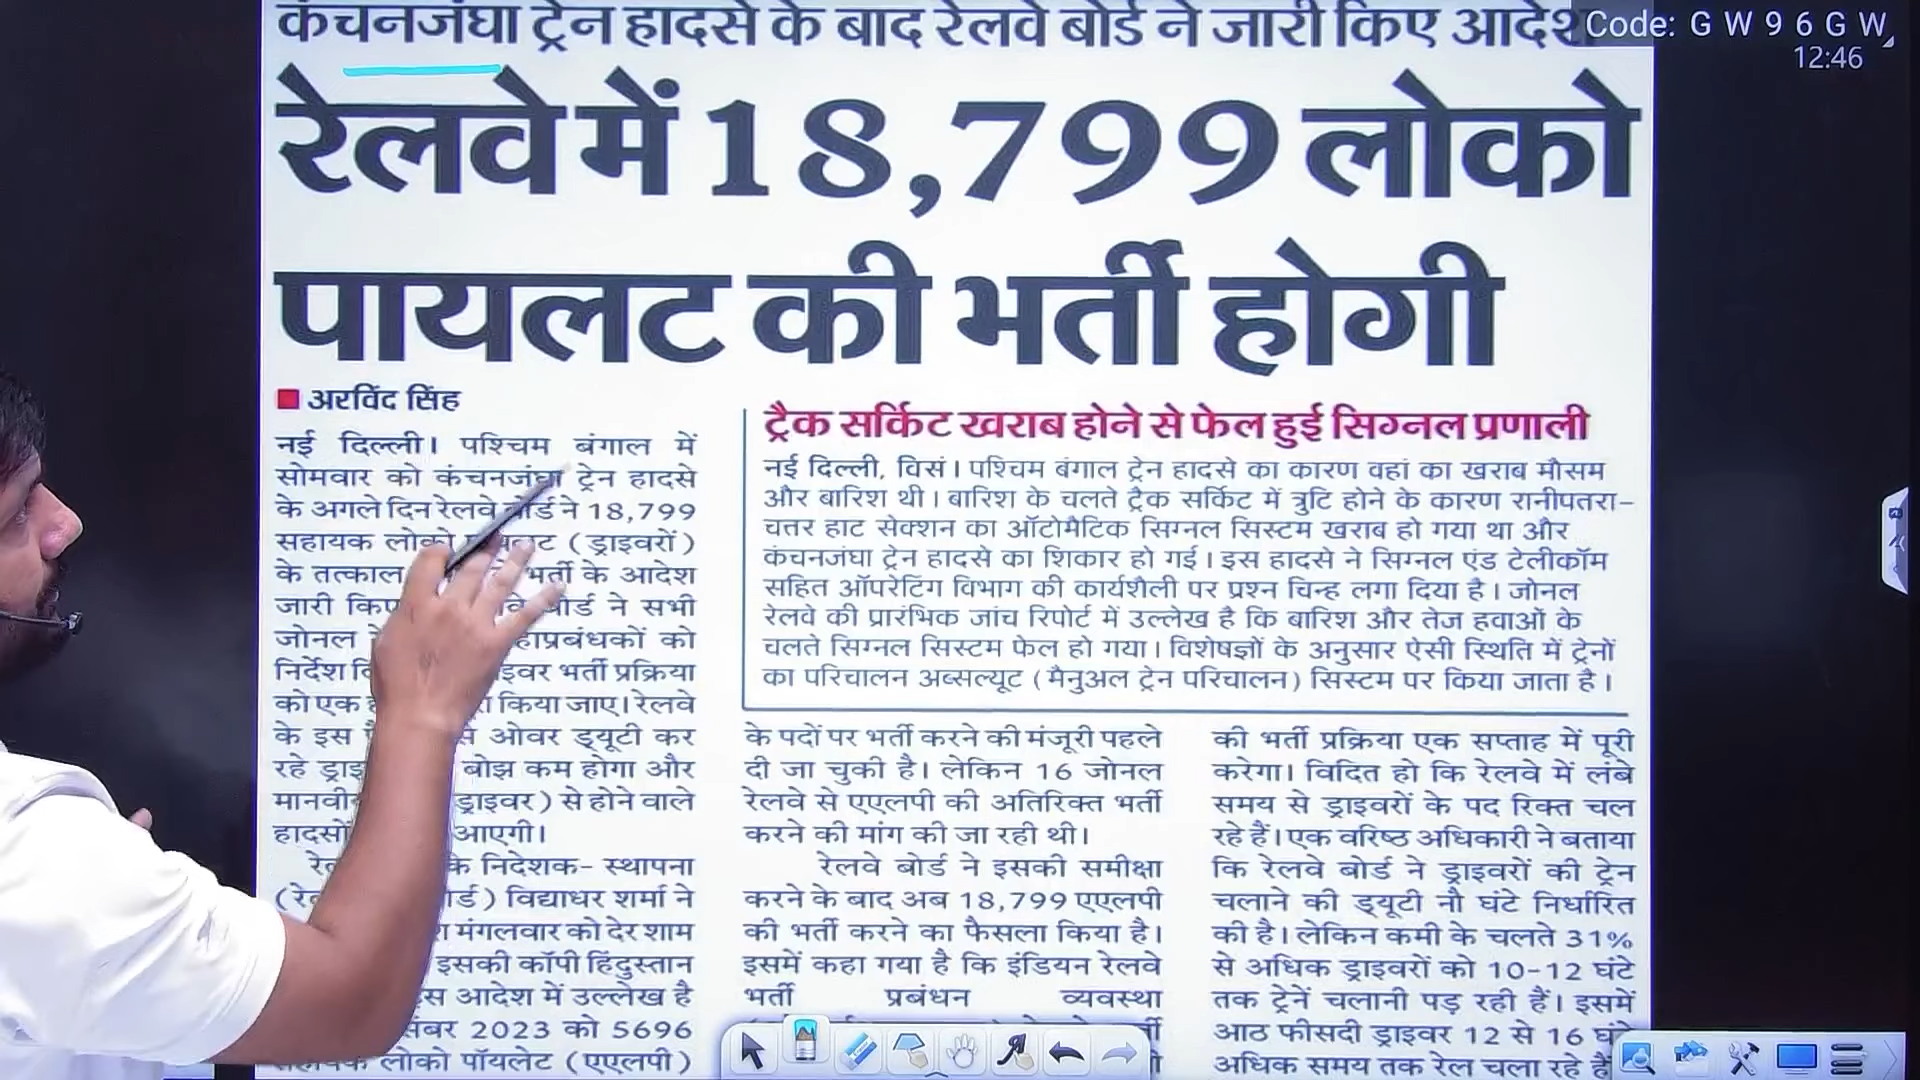 कंचनजंघा ट्रेन हादसे के बाद रेलवे बोर्ड ने जारी किए आदेश
Code: G W 9 6 G W
12:46
रेलवे में 18,799 लोको
पायलट की भर्ती होगी
अरविंद सिंह
नई दिल्ली। पश्चिम बंगाल में
सोमवार को कंचनजंघा ट्रेन हादसे
के अगले दिन रेलवे बोर्ड ने 18,799
सहायक लोको (ड्राइवरों)
के तत्काल भर्ती के आदेश
जारी बोर्ड ने सभी
जोनल को
निर्देश भर्ती प्रक्रिया
को एक किया जाए। रेलवे
के इस ओवर ड्यूटी कर
रहे बोझ कम होगा और
ड्राइवर) से होने वाले
हादसों आएगी।
के निदेशक- स्थापना
विद्याधर शर्मा ने
मंगलवार को देर शाम
इसकी कॉपी हिंदुस्तान
आदेश में उल्लेख है
2023 को 5696
लोको पॉयलेट (एएलपी)
ट्रैक सर्किट खराब होने से फेल हुई सिग्नल प्रणाली
नई दिल्ली, विसं। पश्चिम बंगाल ट्रेन हादसे का कारण वहां का खराब मौसम
और बारिश थी। बारिश के चलते ट्रैक सर्किट में त्रुटि होने के कारण रानीपतरा-
चत्तर हाट सेक्शन का ऑटोमैटिक सिग्नल सिस्टम खराब हो गया था और
कंचनजंघा ट्रेन हादसे का शिकार हो गई। इस हादसे ने सिग्नल एंड टेलीकॉम
सहित ऑपरेटिंग विभाग की कार्यशैली पर प्रश्न चिन्ह लगा दिया है। जोनल
रेलवे की प्रारंभिक जांच रिपोर्ट में उल्लेख है कि बारिश और तेज हवाओं के
चलते सिग्नल सिस्टम फेल हो गया। विशेषज्ञों के अनुसार ऐसी स्थिति में ट्रेनों
का परिचालन अब्सल्यूट (मैनुअल ट्रेन परिचालन) सिस्टम पर किया जाता है।
के पदों पर भर्ती करने की मंजूरी पहले
दी जा चुकी है। लेकिन 16 जोनल
रेलवे से एएलपी की अतिरिक्त भर्ती
करने की मांग की जा रही थी।
रेलवे बोर्ड ने इसकी समीक्षा
करने के बाद अब 18,799 एएलपी
की भर्ती करने का फैसला किया है।
इसमें कहा गया है कि इंडियन रेलवे
भर्ती प्रबंधन व्यवस्था
की भर्ती प्रक्रिया एक सप्ताह में पूरी
करेगा। विदित हो कि रेलवे में लंबे
समय से ड्राइवरों के पद रिक्त चल
रहे हैं। एक वरिष्ठ अधिकारी ने बताया
कि रेलवे बोर्ड ने ड्राइवरों की ट्रेन
चलाने की ड्यूटी नौ घंटे निर्धारित
की है। लेकिन कमी के चलते 31%
से अधिक ड्राइवरों को 10-12 घंटे
तक ट्रेनें चलानी पड़ रही हैं। इसमें
आठ फीसदी ड्राइवर 12 से 16 घंटे
अधिक समय तक रेल चला रहे हैं